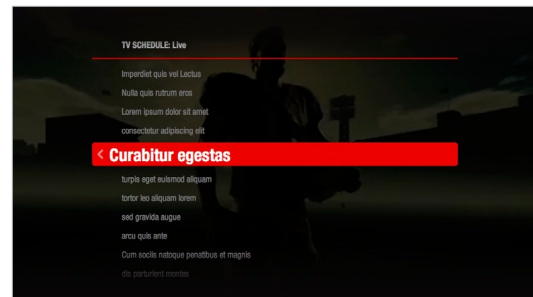 TV SCHEDULE: Live
Imperdiet quis vel Lectus
Nulla quis rutrum eros
Lorem ipsum dolor sit amet
consectetur adipiscing elit
Curabitur egestas
turpis eget euismod aliquam
tortor leo aliquam lorem
sed gravida augue
arcu quis ante
Cum sociis natoque penatibus et magnis
dis parturient montes